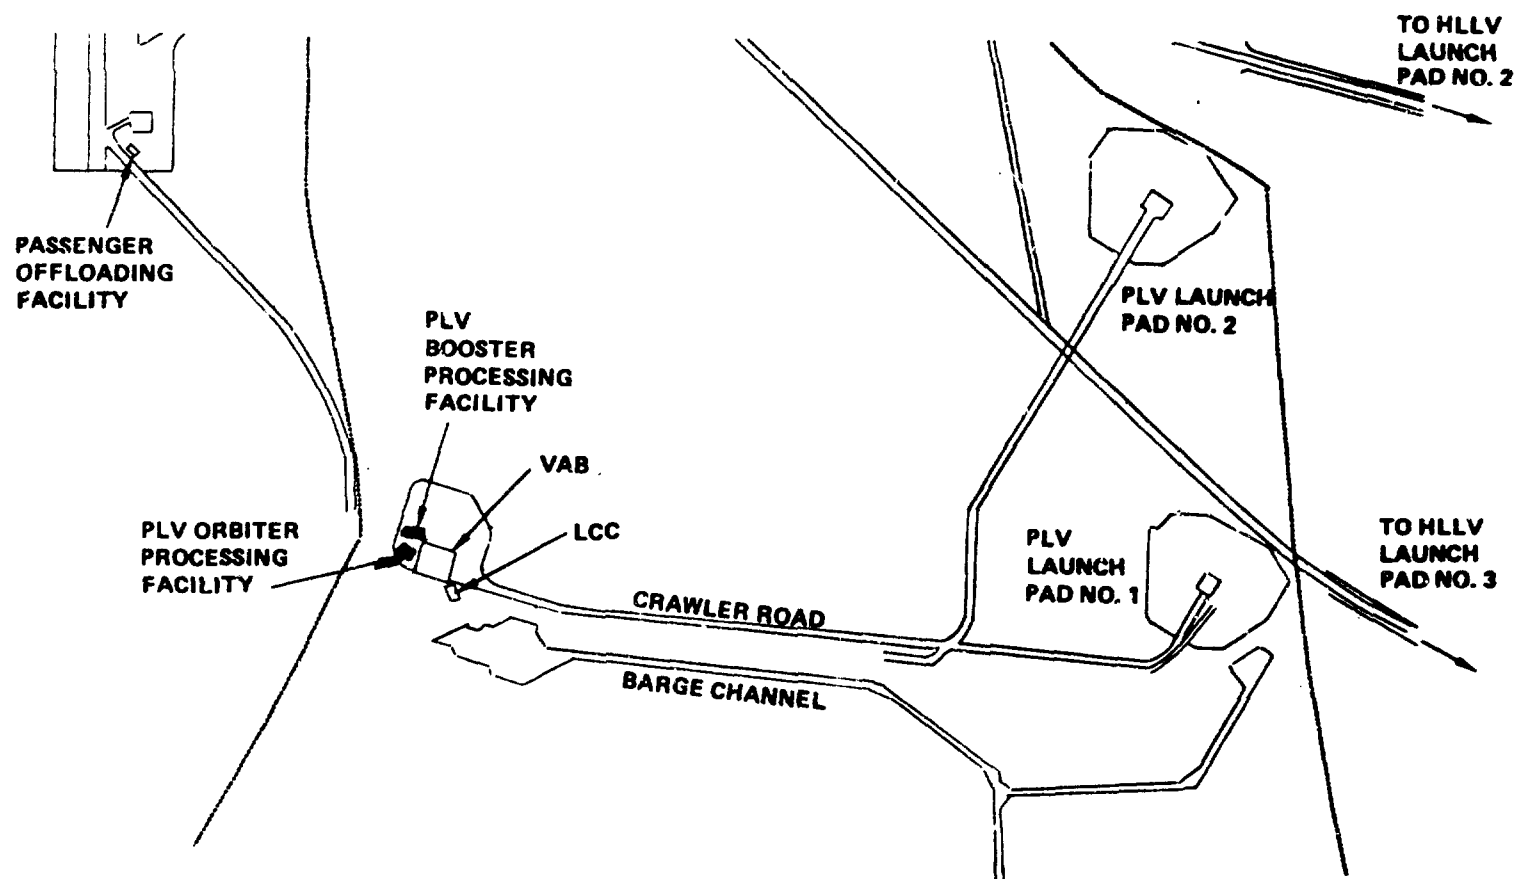 TO HLLV
LAUNCH
PAD NO. 2
PASSENGER
OFFLOADING
FACILITY
PLV LAUNCH
PAD NO. 2
PLV
BOOSTER
PROCESSING
FACILITY
VAB
LCC
PLV ORBITER
PROCESSING
FACILITY
PLV
LAUNCH
PAD NO. 1
TO HLLV
LAUNCH
PAD NO. 3
CRAWLER ROAD
BARGE CHANNEL